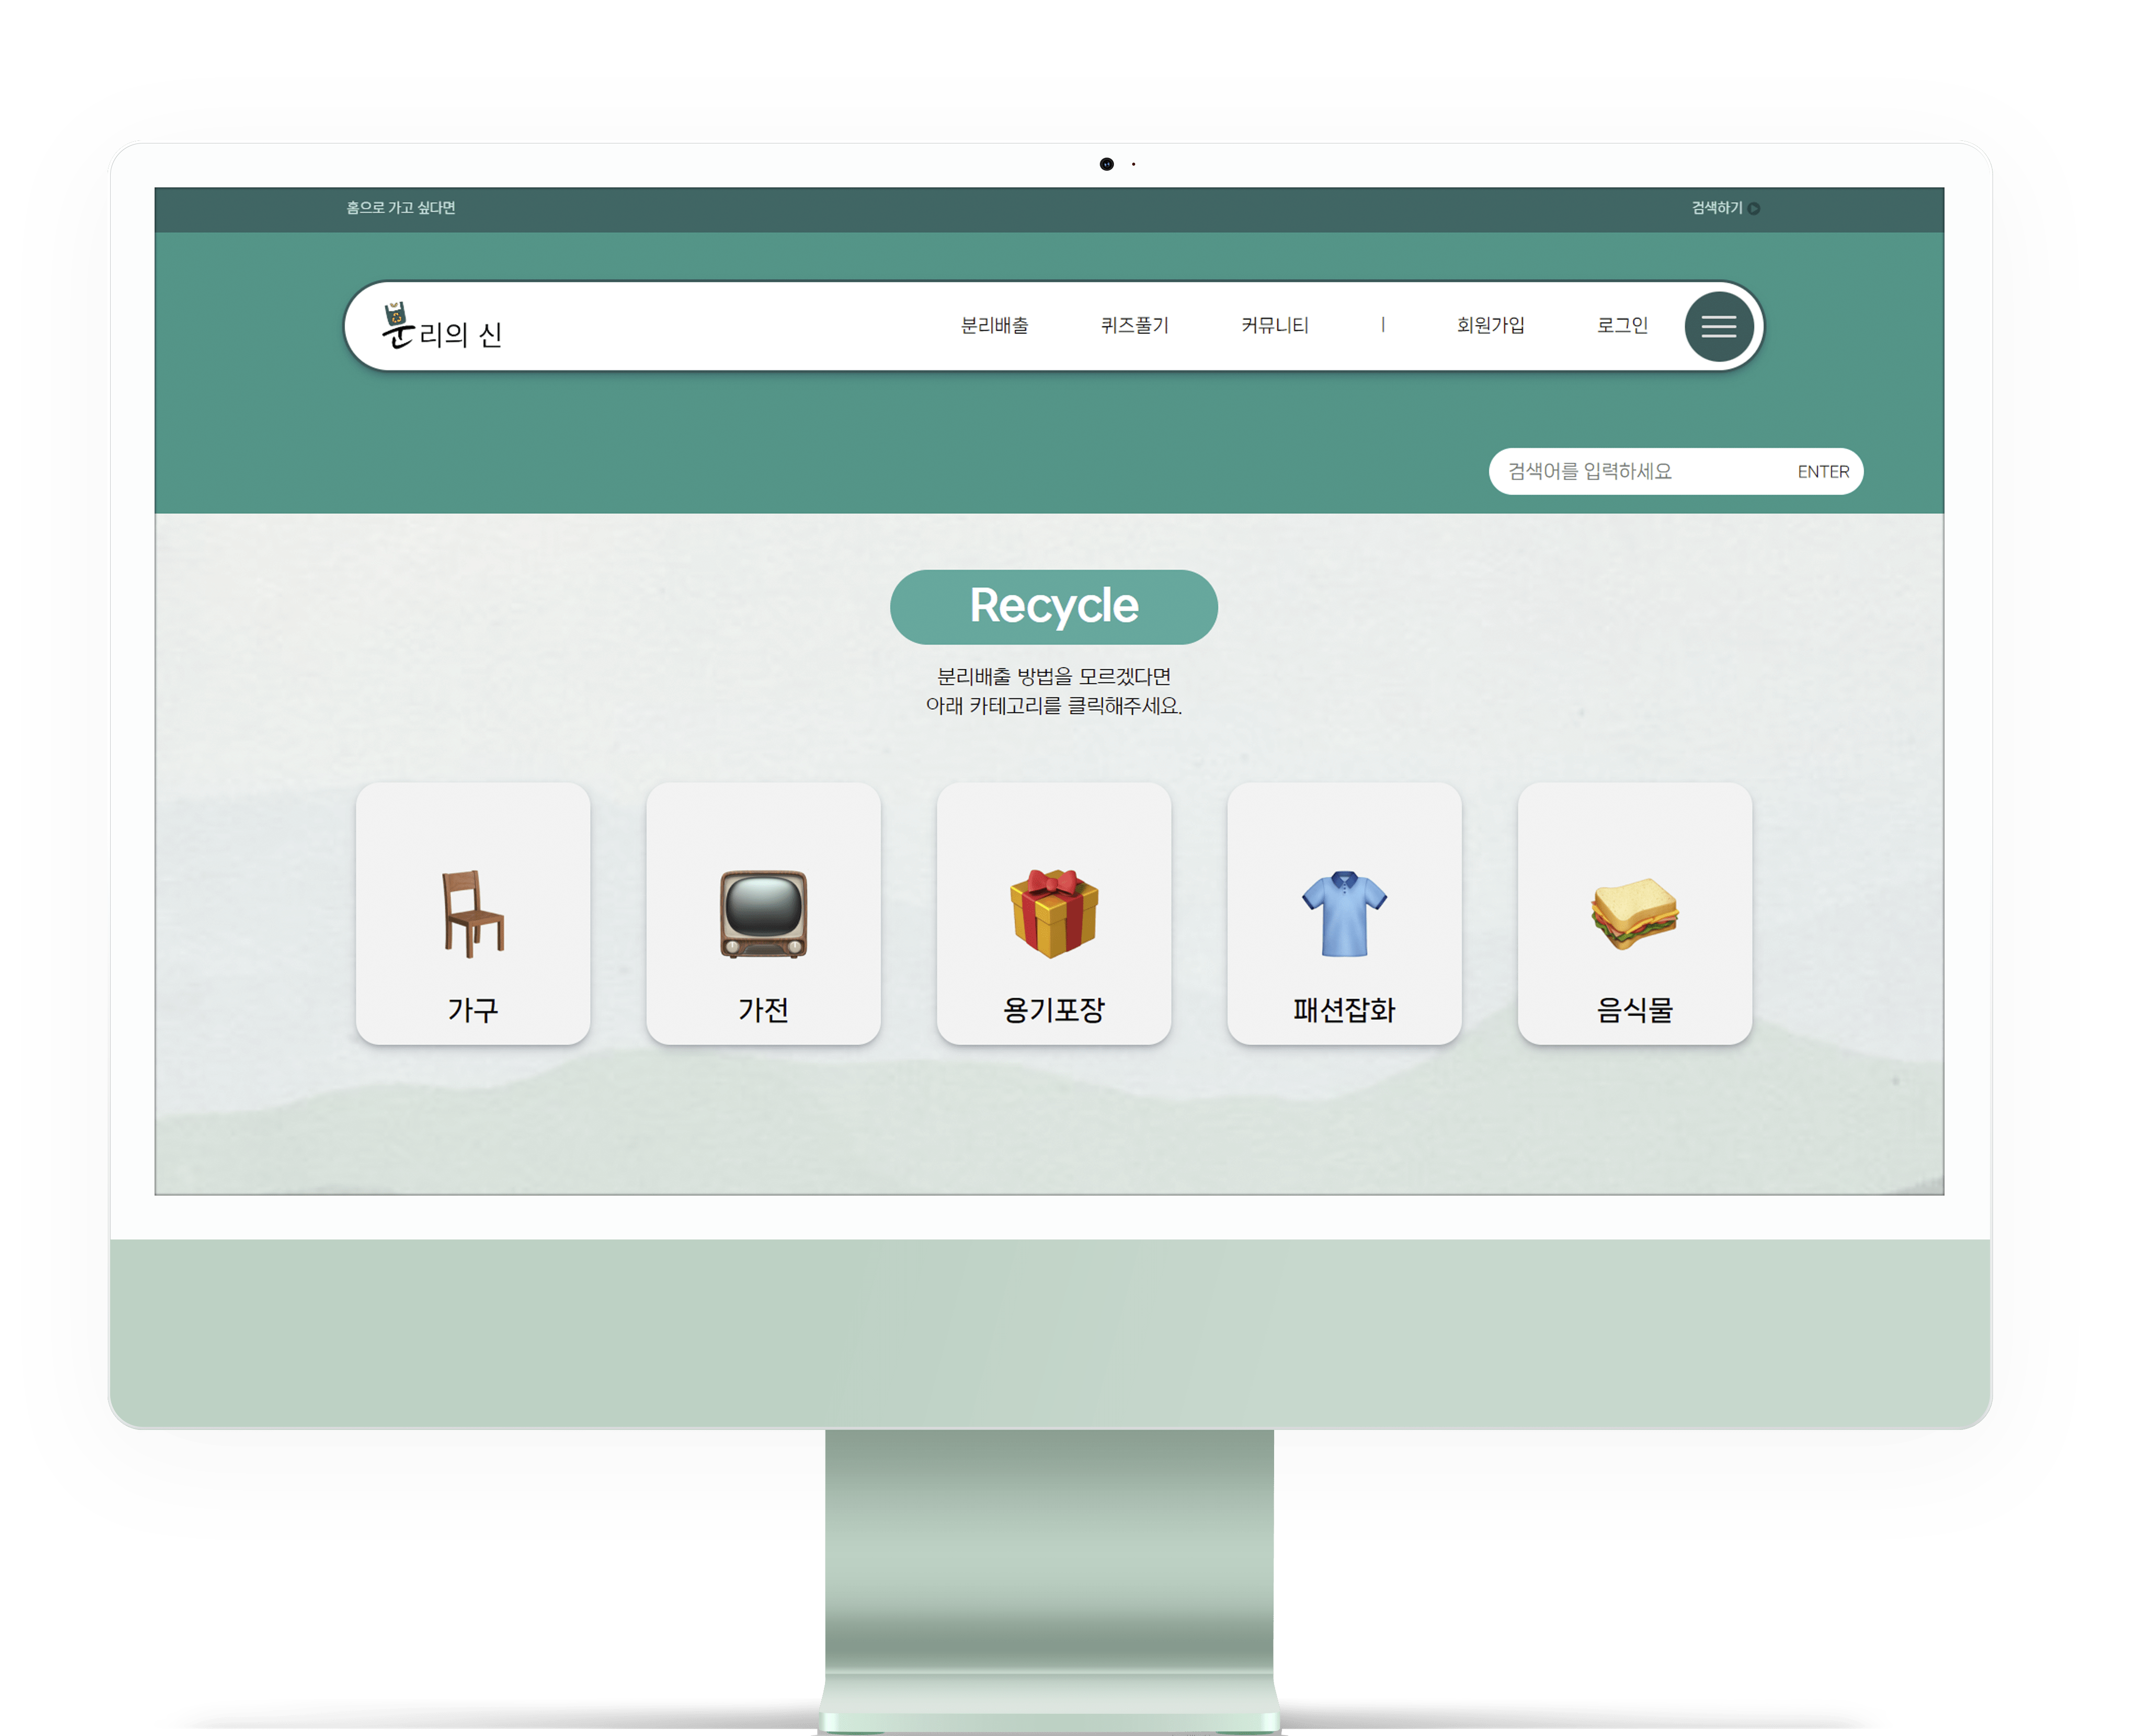 홈으로 가고 싶다면
검색하기
분리의 신
분리배출 퀴즈풀기 커뮤니티 | 회원가입 로그인
검색어를 입력하세요 ENTER
Recycle
분리배출 방법을 모르겠다면
아래 카테고리를 클릭해주세요.
가구
가전
용기포장
패션잡화
음식물